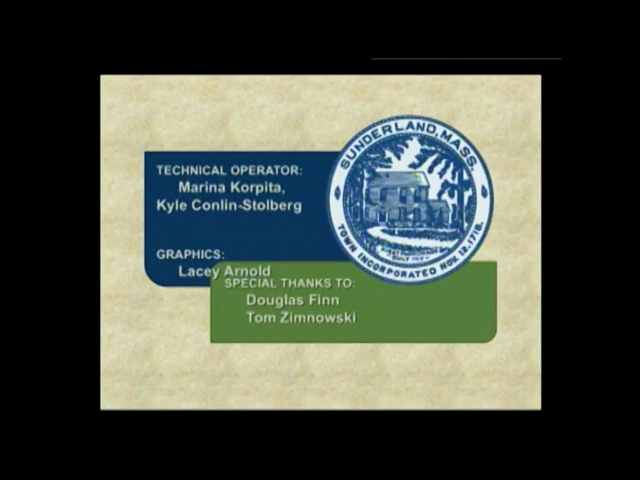 SUNDERLAND, MASS.
TECHNICAL OPERATOR:
Marina Korpita,
Kyle Conlin-Stolberg
TOWN INCORPORATED NOV. 12, 1718.
GRAPHICS:
Lacey Arnold
SPECIAL THANKS TO:
Douglas Finn
Tom Zimnowski